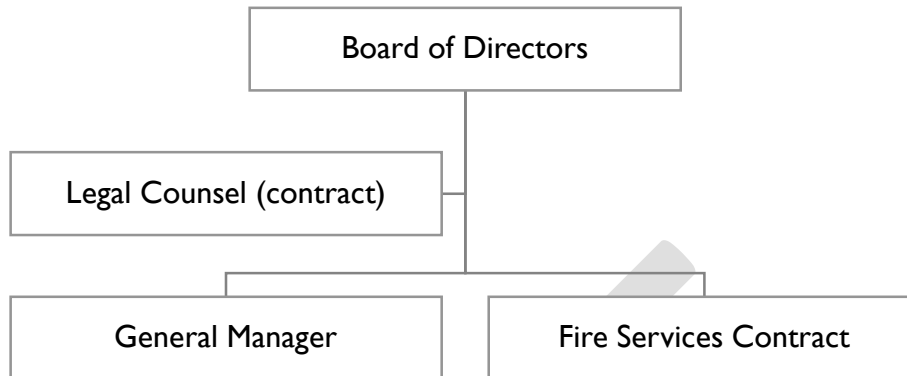 Board of Directors
Legal Counsel (contract)
General Manager
Fire Services Contract